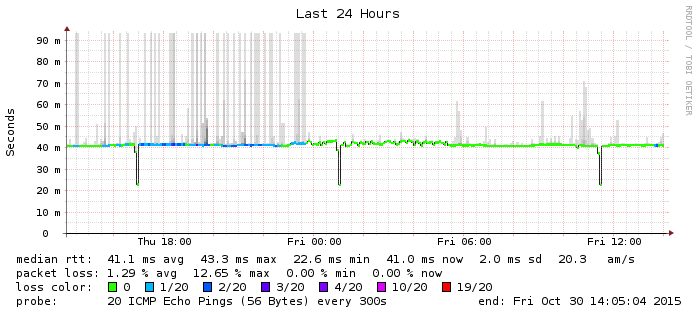 Last 24 Hours
RRDTOOL / TOBI OETIKER
Seconds
90 m
80 m
70 m
60 m
50 m
40 m
30 m
20 m
10 m
0
Thu 18:00 Fri 00:00 Fri 06:00 Fri 12:00
median rtt: 41.1 ms avg 43.3 ms max 22.6 ms min 41.0 ms now 2.0 ms sd 20.3 am/s
packet loss: 1.29 % avg 12.65 % max 0.00 % min 0.00 % now
loss color: 0 1/20 2/20 3/20 4/20 10/20 19/20
probe: 20 ICMP Echo Pings (56 Bytes) every 300s end: Fri Oct 30 14:05:04 2015